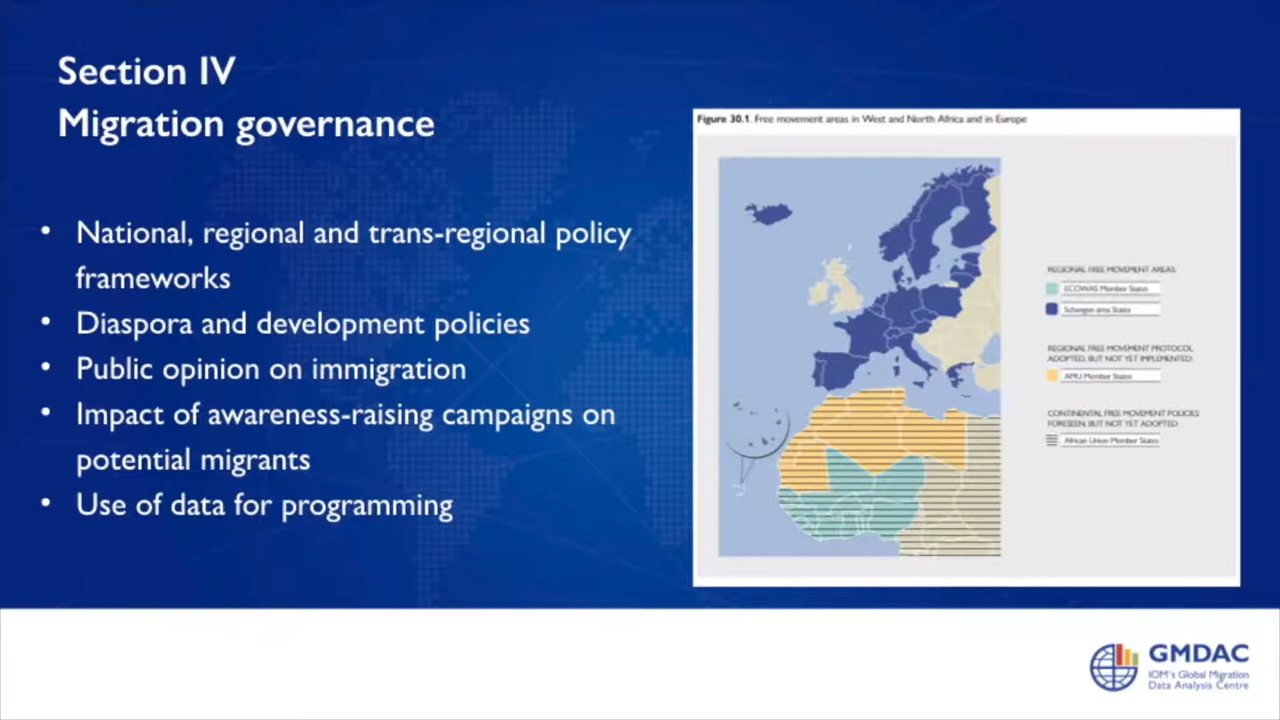 Section IV
Migration governance
• National, regional and trans-regional policy
frameworks
• Diaspora and development policies
• Public opinion on immigration
• Impact of awareness-raising campaigns on
potential migrants
• Use of data for programming
Figure 30.1. Free movement areas in West and North Africa and in Europe
REGIONAL FREE MOVEMENT AREAS:
ECOWAS Member States
Schengen area States
REGIONAL FREE MOVEMENT PROTOCOL
ADOPTED, BUT NOT YET IMPLEMENTED:
AMU Member States
CONTINENTAL FREE MOVEMENT POLICIES
FORESEEN, BUT NOT YET ADOPTED:
African Union Member States
GMDAC
IOM's Global Migration
Data Analysis Centre